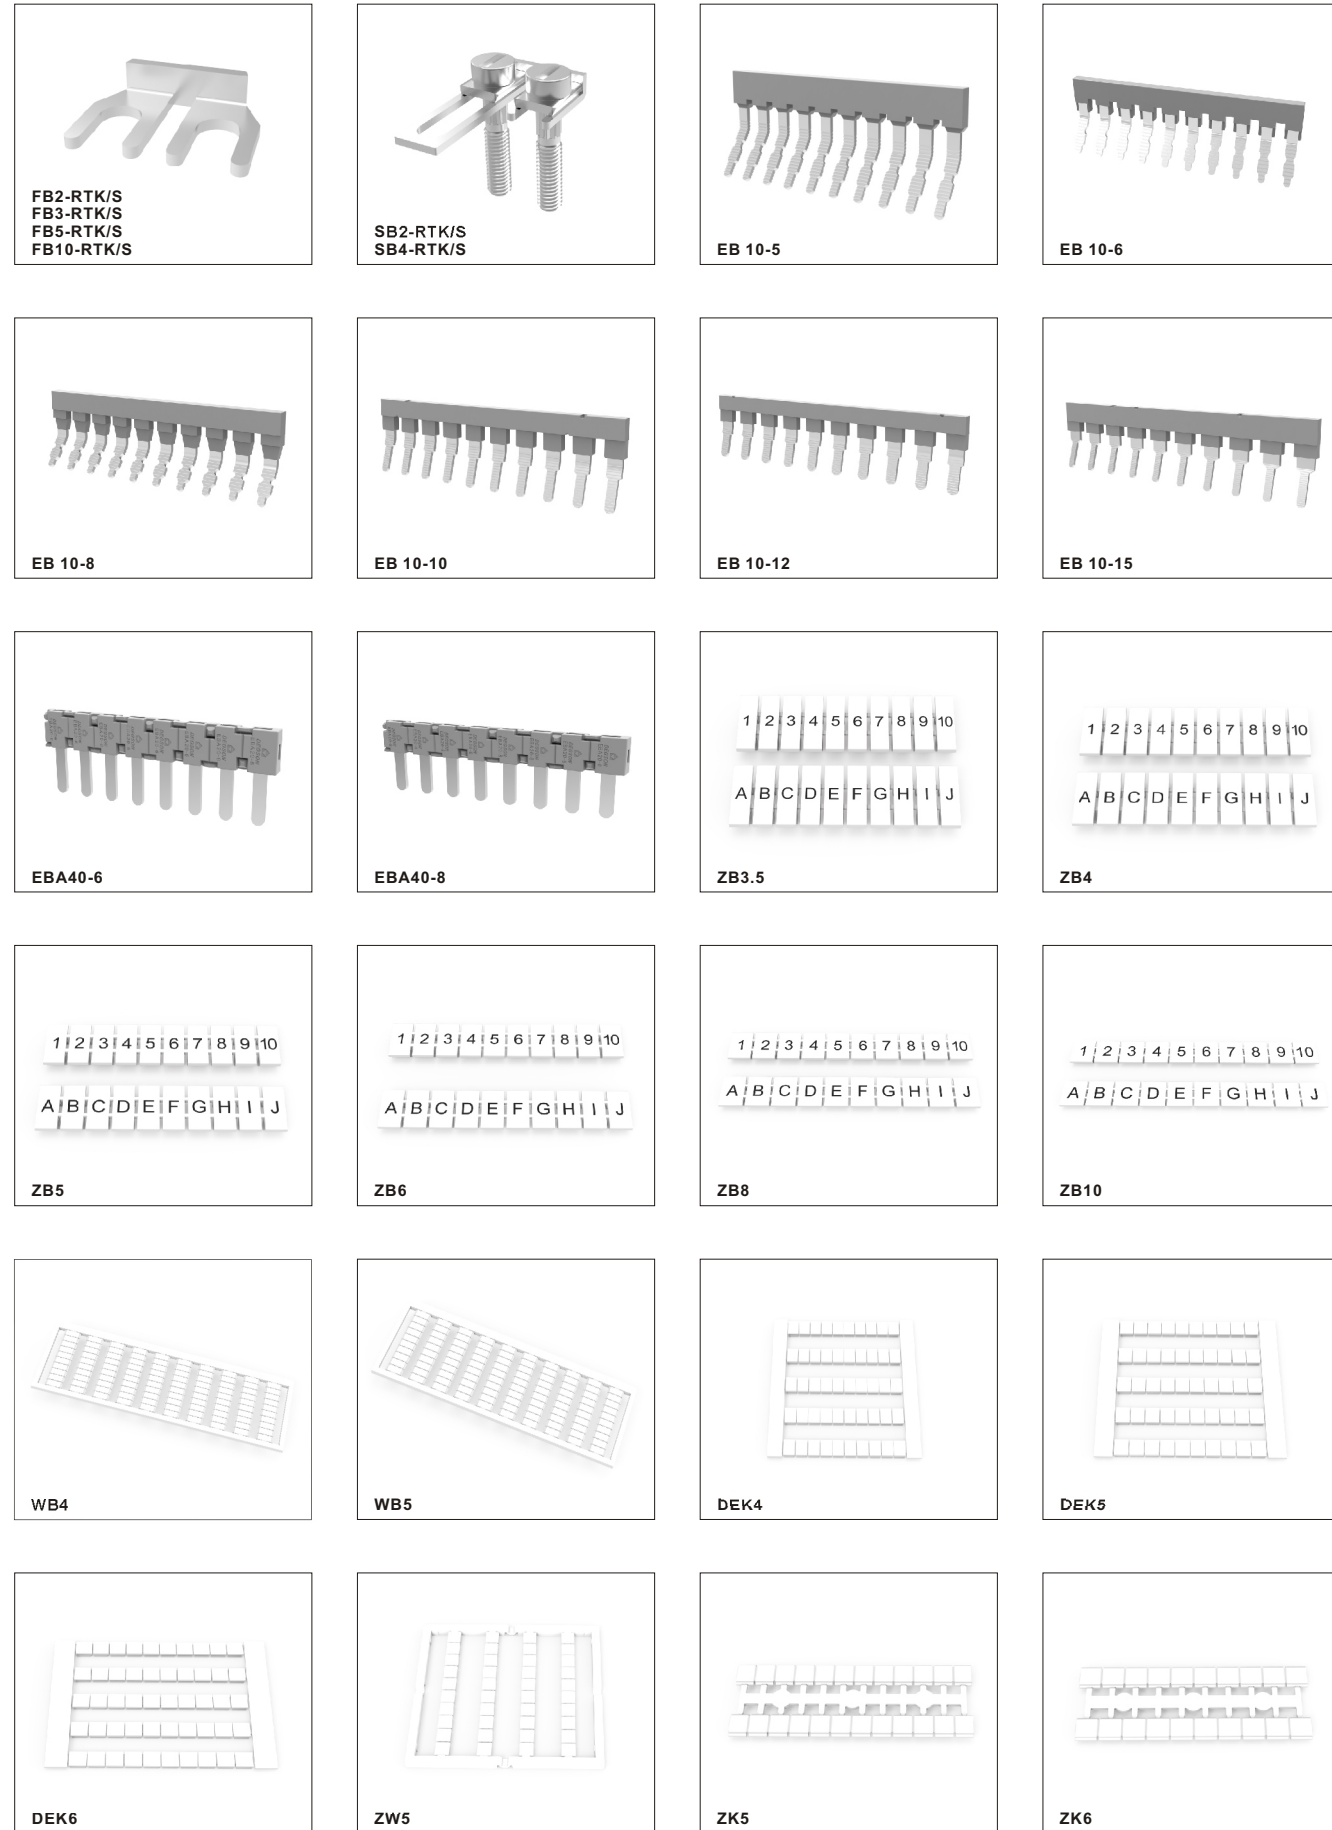 FB2-RTK/S
FB3-RTK/S
FB5-RTK/S
FB10-RTK/S
SB2-RTK/S
SB4-RTK/S
EB 10-5
EB 10-6
EB 10-8
EB 10-10
EB 10-12
EB 10-15
EBA40-6
EBA40-8
1 2 3 4 5 6 7 8 9 10
A B C D E F G H I J
ZB3.5
1 2 3 4 5 6 7 8 9 10
A B C D E F G H I J
ZB4
1 2 3 4 5 6 7 8 9 10
A B C D E F G H I J
ZB5
1 2 3 4 5 6 7 8 9 10
A B C D E F G H I J
ZB6
1 2 3 4 5 6 7 8 9 10
A B C D E F G H I J
ZB8
1 2 3 4 5 6 7 8 9 10
A B C D E F G H I J
ZB10
WB4
WB5
DEK4
DEK5
DEK6
ZW5
ZK5
ZK6